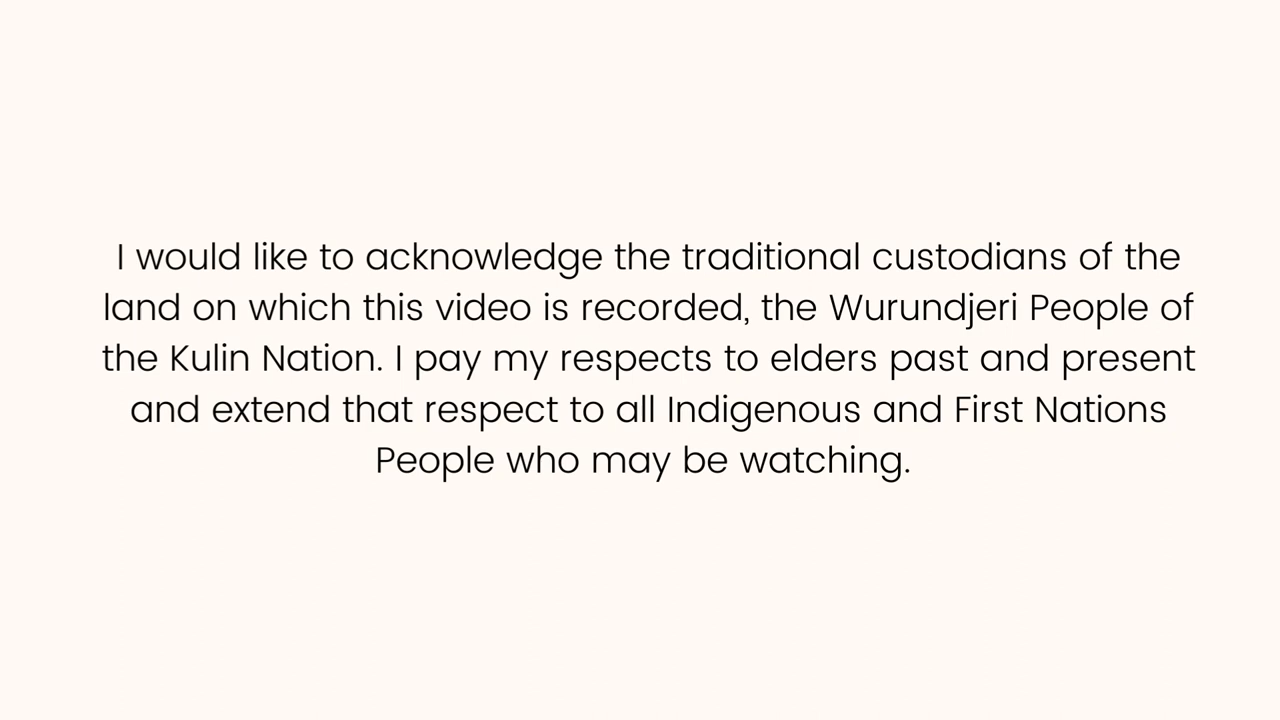 I would like to acknowledge the traditional custodians of the
land on which this video is recorded, the Wurundjeri People of
the Kulin Nation. I pay my respects to elders past and present
and extend that respect to all Indigenous and First Nations
People who may be watching.